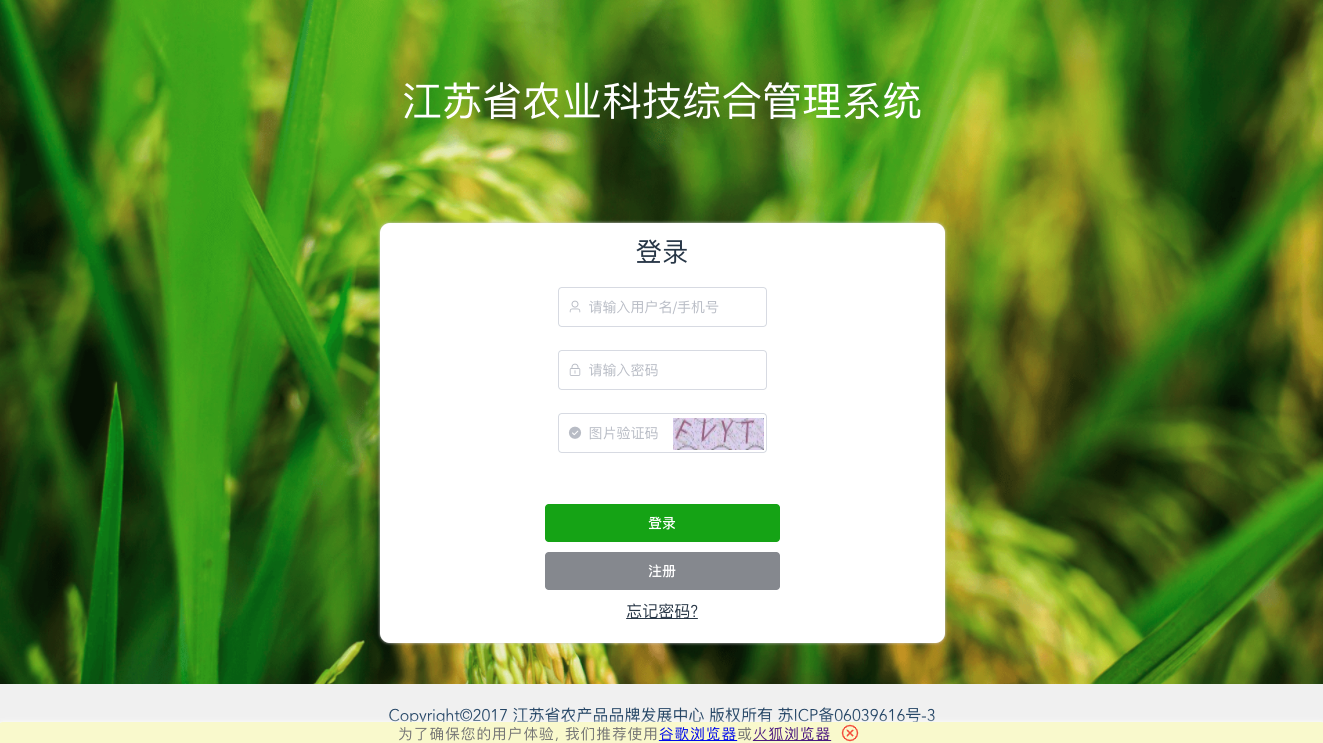 江苏省农业科技综合管理系统
登录
请输入用户名/手机号
请输入密码
图片验证码 FVYT
登录
注册
忘记密码?
Copyright©2017 江苏省农产品品牌发展中心 版权所有 苏ICP备06039616号-3
为了确保您的用户体验, 我们推荐使用谷歌浏览器或火狐浏览器